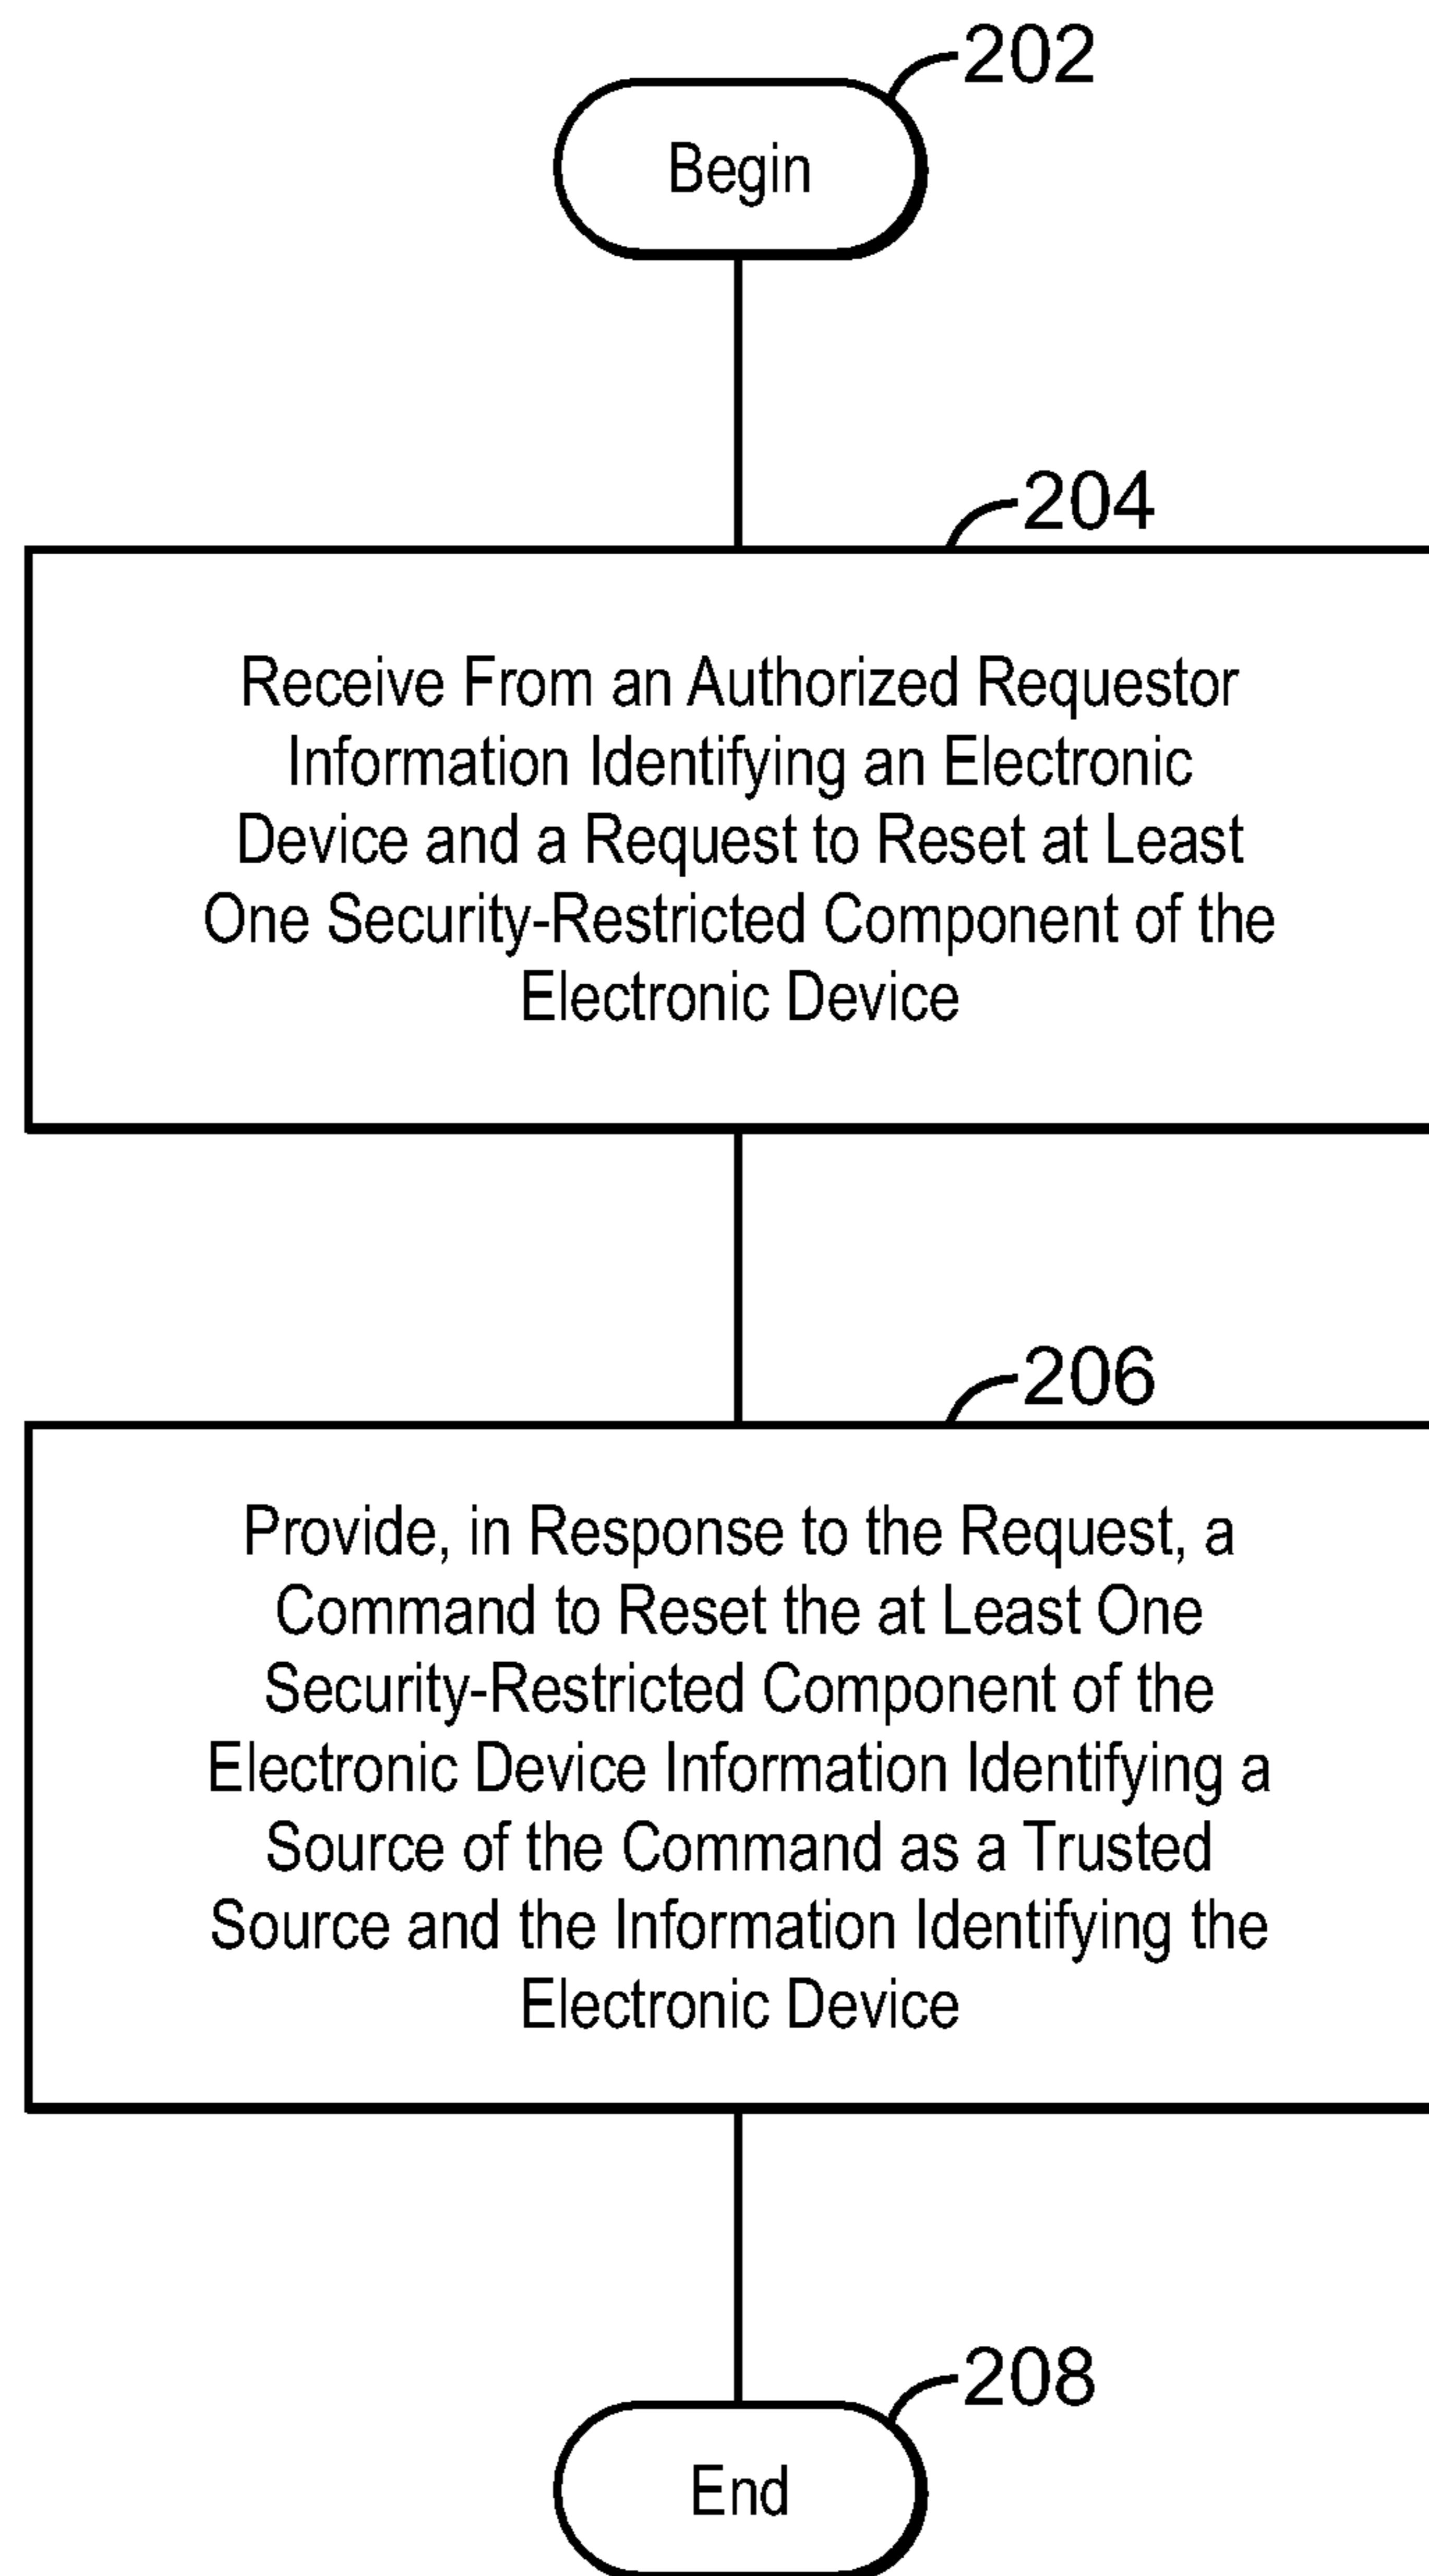 202
Begin
204
Receive From an Authorized Requestor
Information Identifying an Electronic
Device and a Request to Reset at Least
One Security-Restricted Component of the
Electronic Device
206
Provide, in Response to the Request, a
Command to Reset the at Least One
Security-Restricted Component of the
Electronic Device Information Identifying a
Source of the Command as a Trusted
Source and the Information Identifying the
Electronic Device
208
End